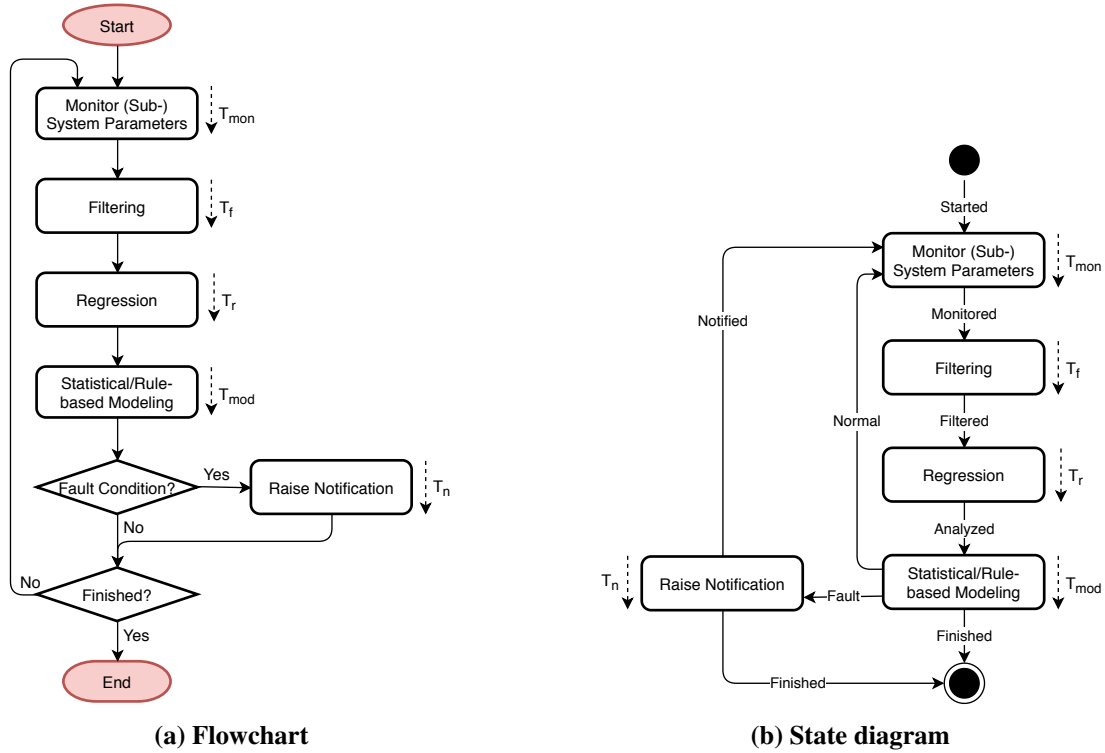 Start
Monitor (Sub-)
System Parameters
Tmon
Filtering
Tf
Regression
Tr
Statistical/Rule-
based Modeling
Tmod
Fault Condition?
Yes
Raise Notification
Tn
No
No
Finished?
Yes
End
(a) Flowchart
Started
Monitor (Sub-)
System Parameters
Tmon
Notified
Monitored
Filtering
Tf
Normal
Filtered
Regression
Tr
Analyzed
Tn
Raise Notification
Fault
Statistical/Rule-
based Modeling
Tmod
Finished
Finished
(b) State diagram